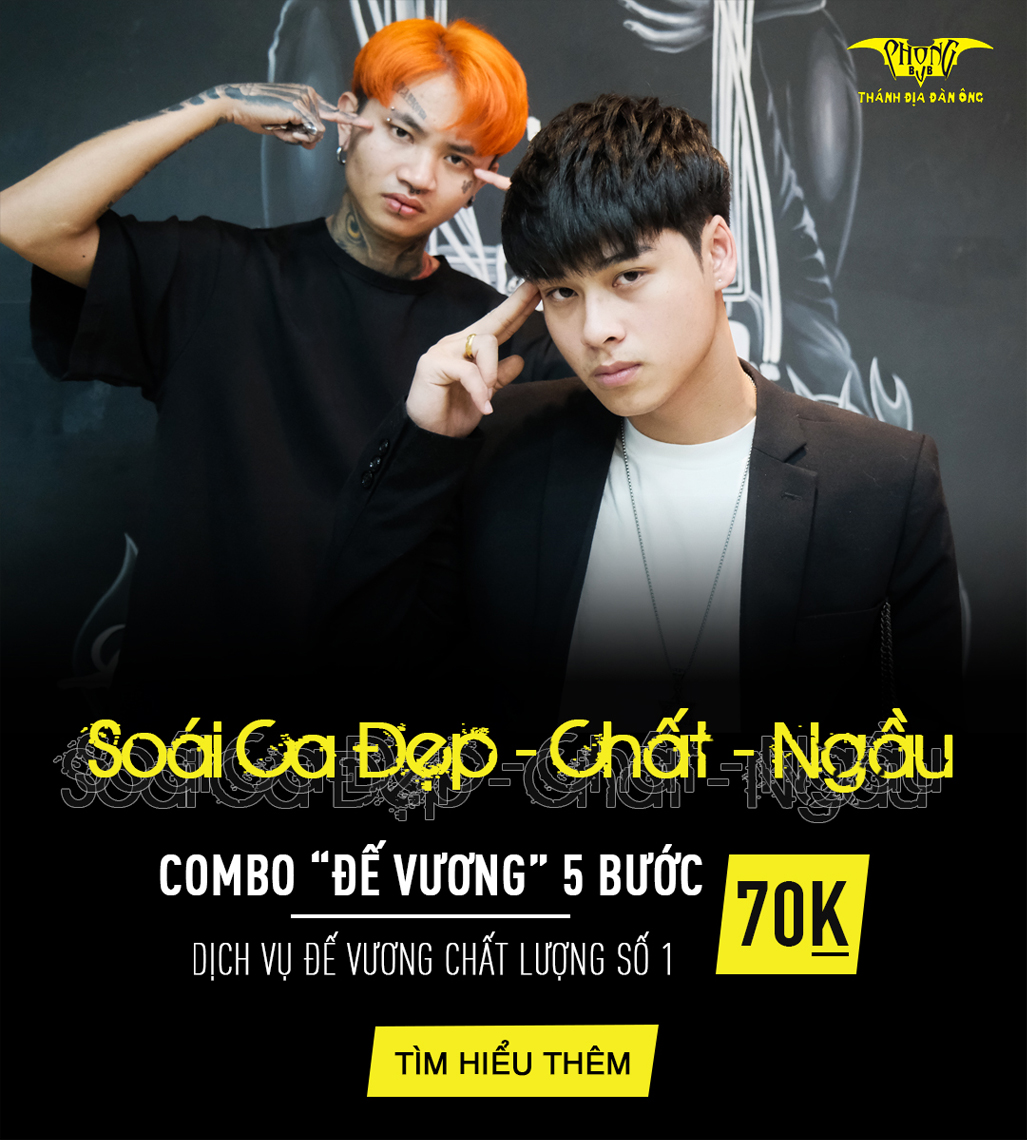 PHONG
BVB
THÁNH ĐỊA ĐÀN ÔNG
Soái Ca Đẹp - Chất - Ngầu
COMBO “ĐẾ VƯƠNG” 5 BƯỚC
70K
DỊCH VỤ ĐẾ VƯƠNG CHẤT LƯỢNG SỐ 1
TÌM HIỂU THÊM